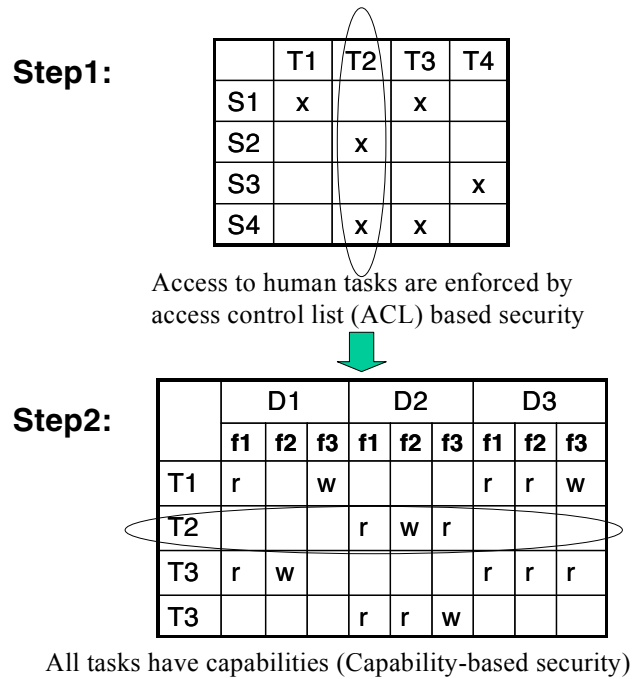 Step1:
T1 T2 T3 T4
S1 x x
S2 x
S3 x
S4 x x
Access to human tasks are enforced by
access control list (ACL) based security
Step2:
D1 D2 D3
f1 f2 f3 f1 f2 f3 f1 f2 f3
T1 r w r r w
T2 r w r
T3 r w r r r
T3 r r w
All tasks have capabilities (Capability-based security)